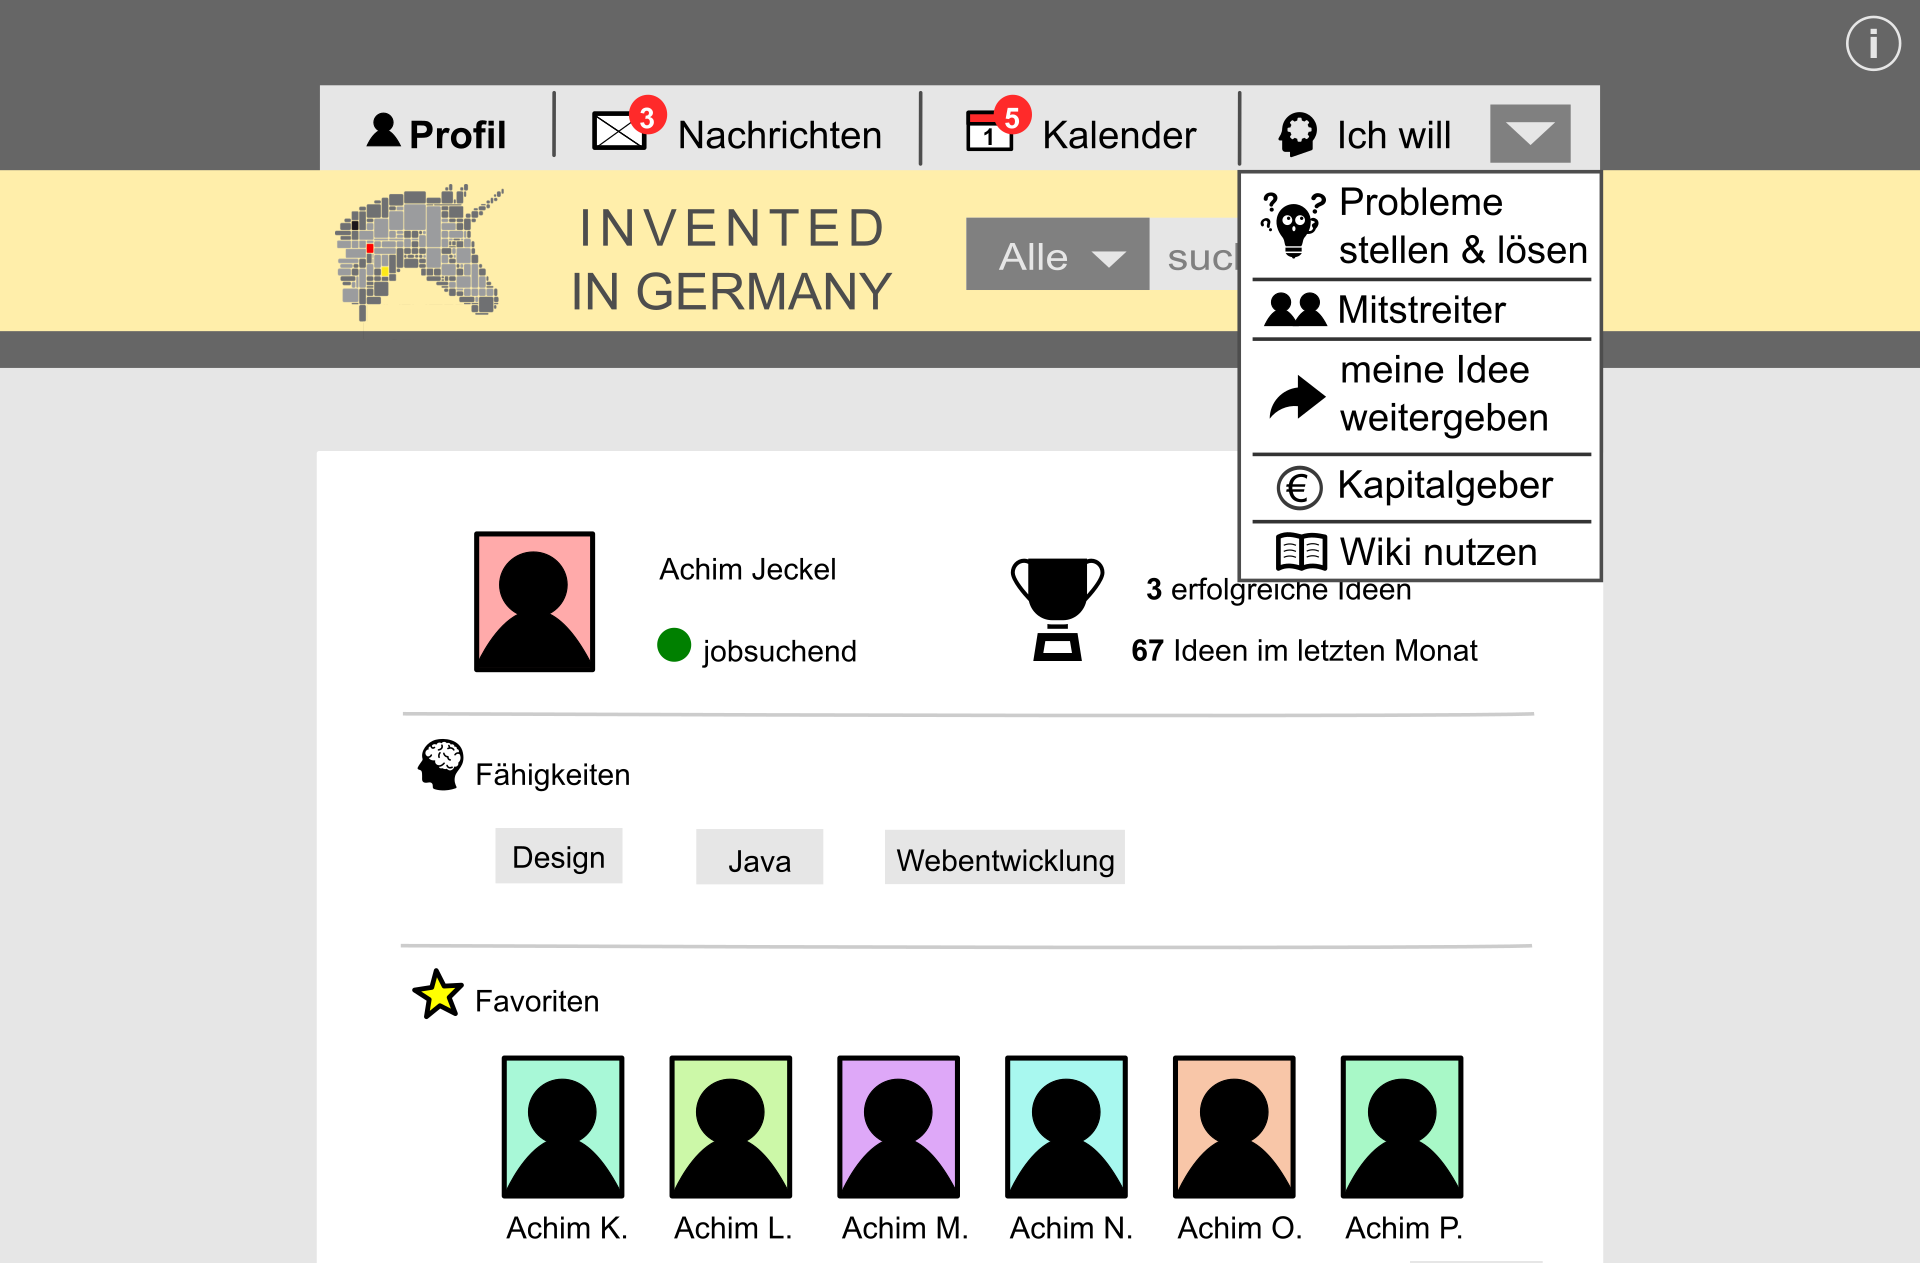 i
Profil
3
Nachrichten
1
5
Kalender
Ich will
INVENTED
IN GERMANY
Alle
Probleme
stellen & lösen
Mitstreiter
meine Idee
weitergeben
€ Kapitalgeber
Wiki nutzen
Achim Jeckel
jobsuchend
3 erfolgreiche Ideen
67 Ideen im letzten Monat
Fähigkeiten
Design
Java
Webentwicklung
Favoriten
Achim K.
Achim L.
Achim M.
Achim N.
Achim O.
Achim P.